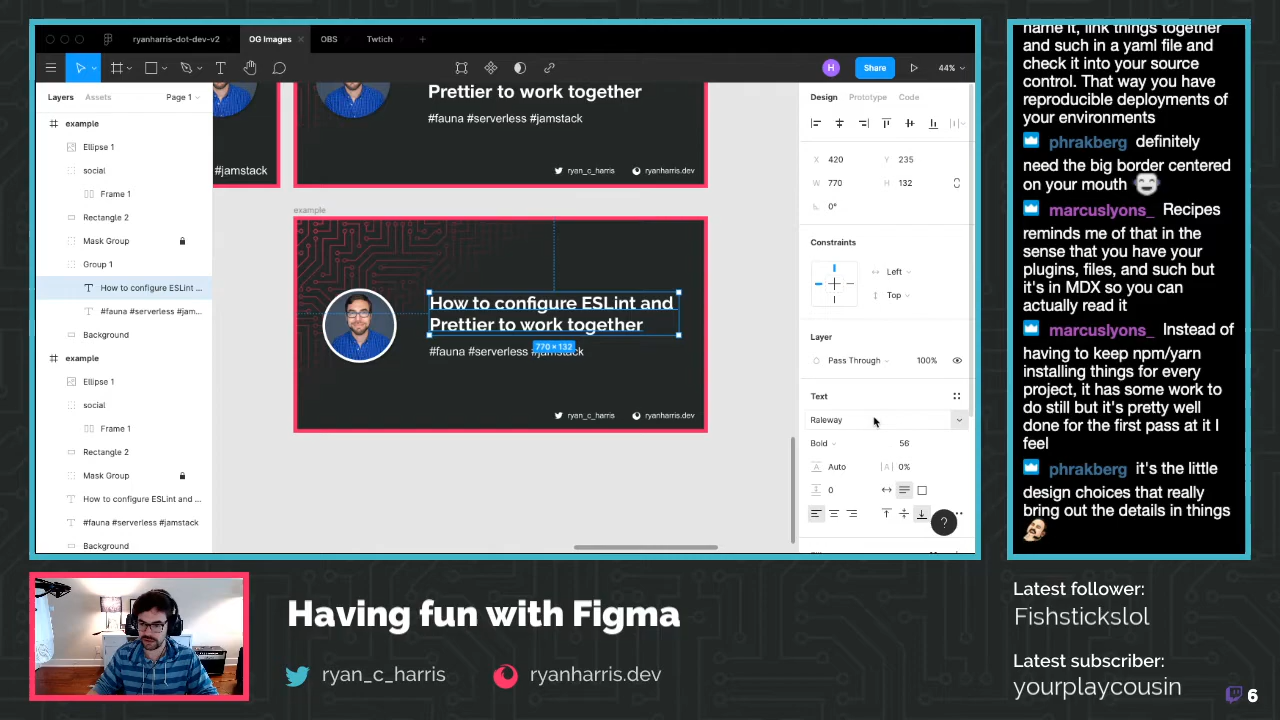 ryanharris-dot-dev-v2
OG Images
OBS
Twtich
H
Share
44%
Layers
Assets
Page 1
example
Ellipse 1
social
Frame 1
Rectangle 2
Mask Group
Group 1
How to configure ESLint ...
#fauna #serverless #jam...
Background
example
Ellipse 1
social
Frame 1
Rectangle 2
Mask Group
How to configure ESLint and ...
#fauna #serverless #jamstack
Background
#jamstack
Prettier to work together
#fauna #serverless #jamstack
ryan_c_harris
ryanharris.dev
example
How to configure ESLint and
Prettier to work together
770 × 132
#fauna #serverless #jamstack
ryan_c_harris
ryanharris.dev
Design
Prototype
Code
X 420
Y 235
W 770
H 132
0°
Constraints
Left
Top
Layer
Pass Through
100%
Text
Raleway
Bold
56
A Auto
|A| 0%
0
?
name it, link things together
and such in a yaml file and
check it into your source
control. That way you have
reproducible deployments of
your environments
phrakberg definitely
need the big border centered
on your mouth
marcuslyons_ Recipes
reminds me of that in the
sense that you have your
plugins, files, and such but
it's in MDX so you can
actually read it
marcuslyons_ Instead of
having to keep npm/yarn
installing things for every
project, it has some work to
do still but it's pretty well
done for the first pass at it I
feel
phrakberg it's the little
design choices that really
bring out the details in things
Having fun with Figma
ryan_c_harris
ryanharris.dev
Latest follower:
Fishstickslol
Latest subscriber:
yourplaycousin
6